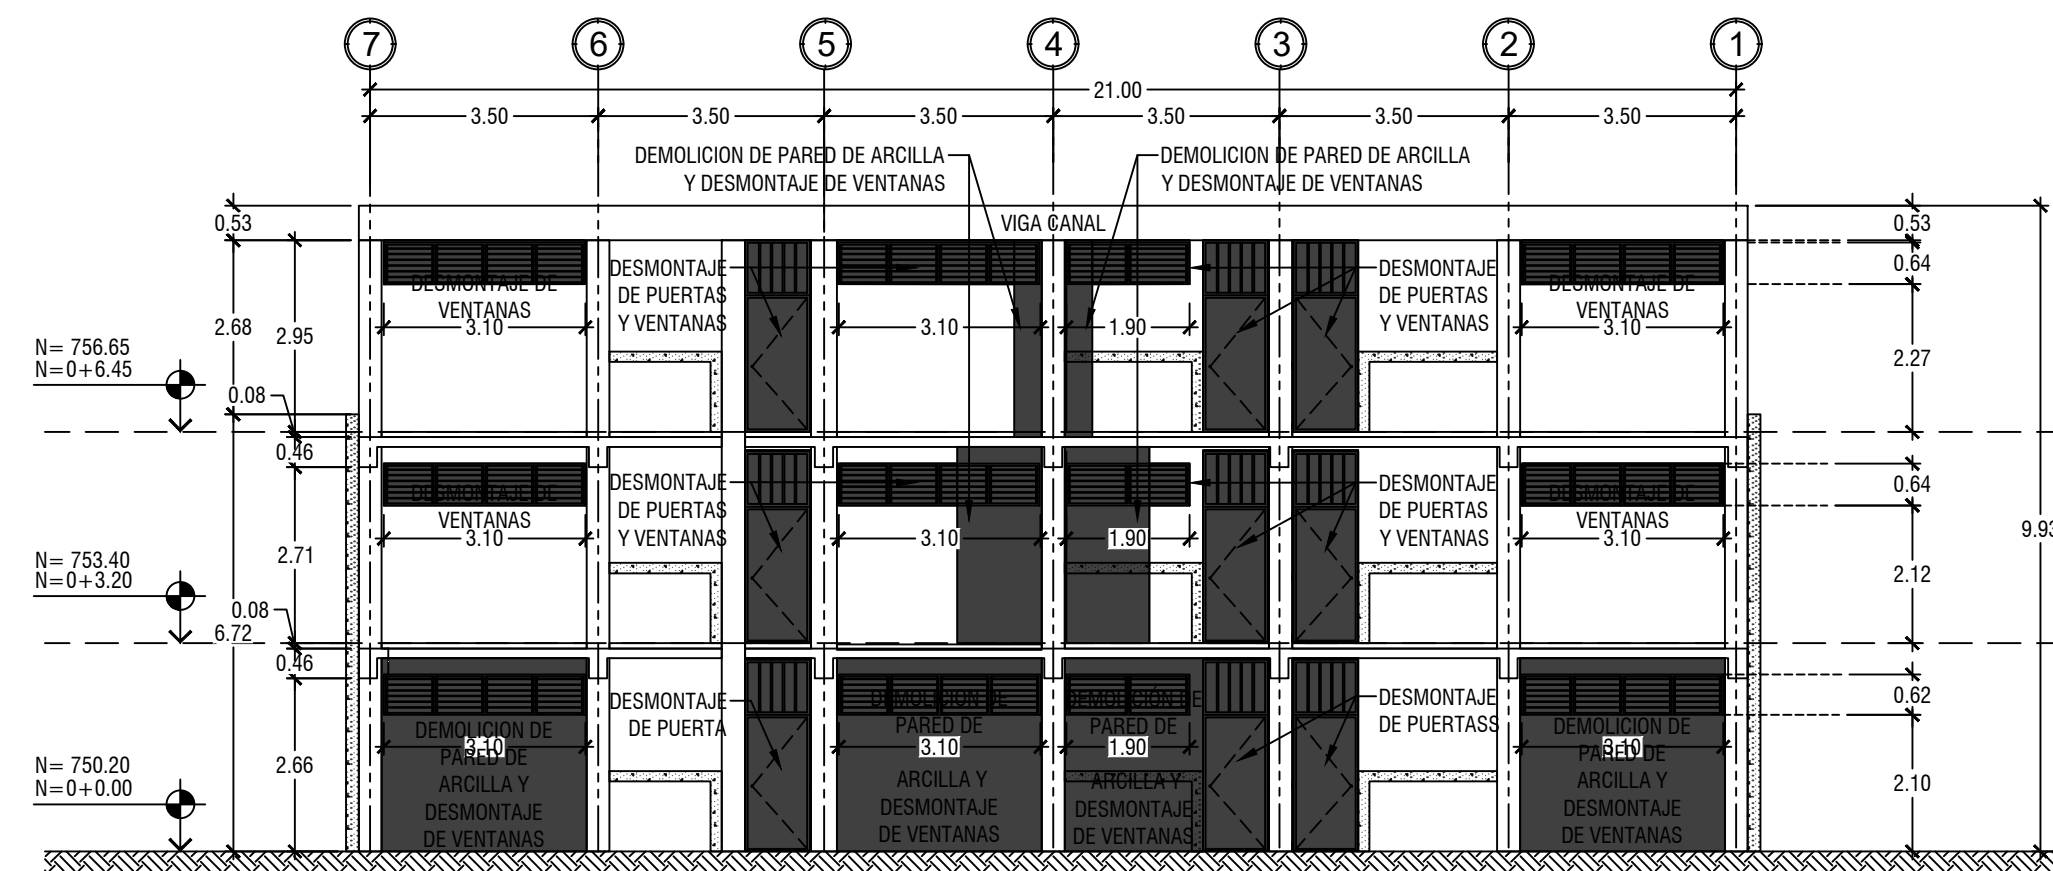 7 6 5 4 3 2 1
21.00
3.50 3.50 3.50 3.50 3.50 3.50
DEMOLICION DE PARED DE ARCILLA
Y DESMONTAJE DE VENTANAS
DEMOLICION DE PARED DE ARCILLA
Y DESMONTAJE DE VENTANAS
VIGA CANAL
0.53
2.68
2.95
0.08
0.46
2.71
0.08
6.72
0.46
2.66
N= 756.65
N=0+6.45
N= 753.40
N=0+3.20
N= 750.20
N=0+0.00
DESMONTAJE DE
VENTANAS
3.10
DESMONTAJE
DE PUERTAS
Y VENTANAS
3.10
1.90
DESMONTAJE
DE PUERTAS
Y VENTANAS
DESMONTAJE DE
VENTANAS
3.10
DESMONTAJE DE
VENTANAS
3.10
DESMONTAJE
DE PUERTAS
Y VENTANAS
3.10
1.90
DESMONTAJE
DE PUERTAS
Y VENTANAS
DESMONTAJE DE
VENTANAS
3.10
DEMOLICION DE
3.10
PARED DE
ARCILLA Y
DESMONTAJE
DE VENTANAS
DESMONTAJE
DE PUERTA
DEMOLICION DE
PARED DE
3.10
ARCILLA Y
DESMONTAJE
DE VENTANAS
DEMOLICIÓN DE
PARED DE
1.90
ARCILLA Y
DESMONTAJE
DE VENTANAS
DESMONTAJE
DE PUERTASS
DEMOLICION DE
3.10
PARED DE
ARCILLA Y
DESMONTAJE
DE VENTANAS
0.53
0.64
2.27
0.64
2.12
0.62
2.10
9.93